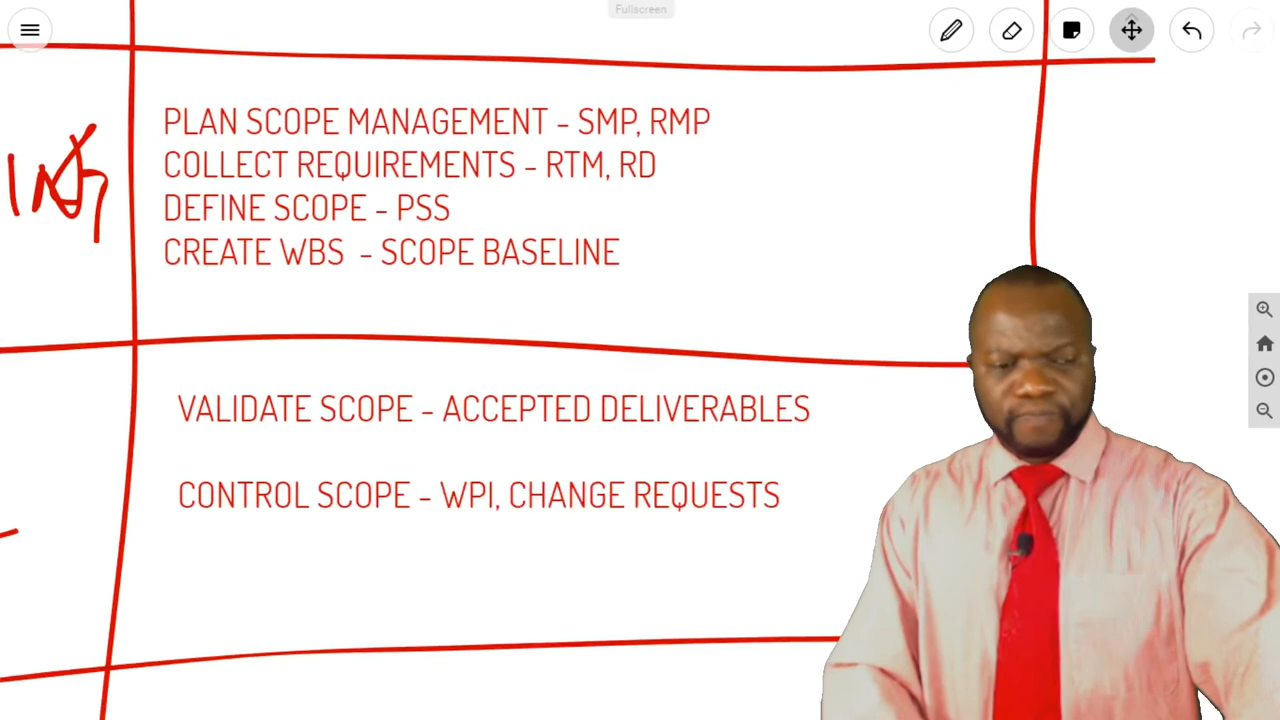 Fullscreen
PLAN SCOPE MANAGEMENT - SMP, RMP
COLLECT REQUIREMENTS - RTM, RD
DEFINE SCOPE - PSS
CREATE WBS - SCOPE BASELINE
VALIDATE SCOPE - ACCEPTED DELIVERABLES
CONTROL SCOPE - WPI, CHANGE REQUESTS